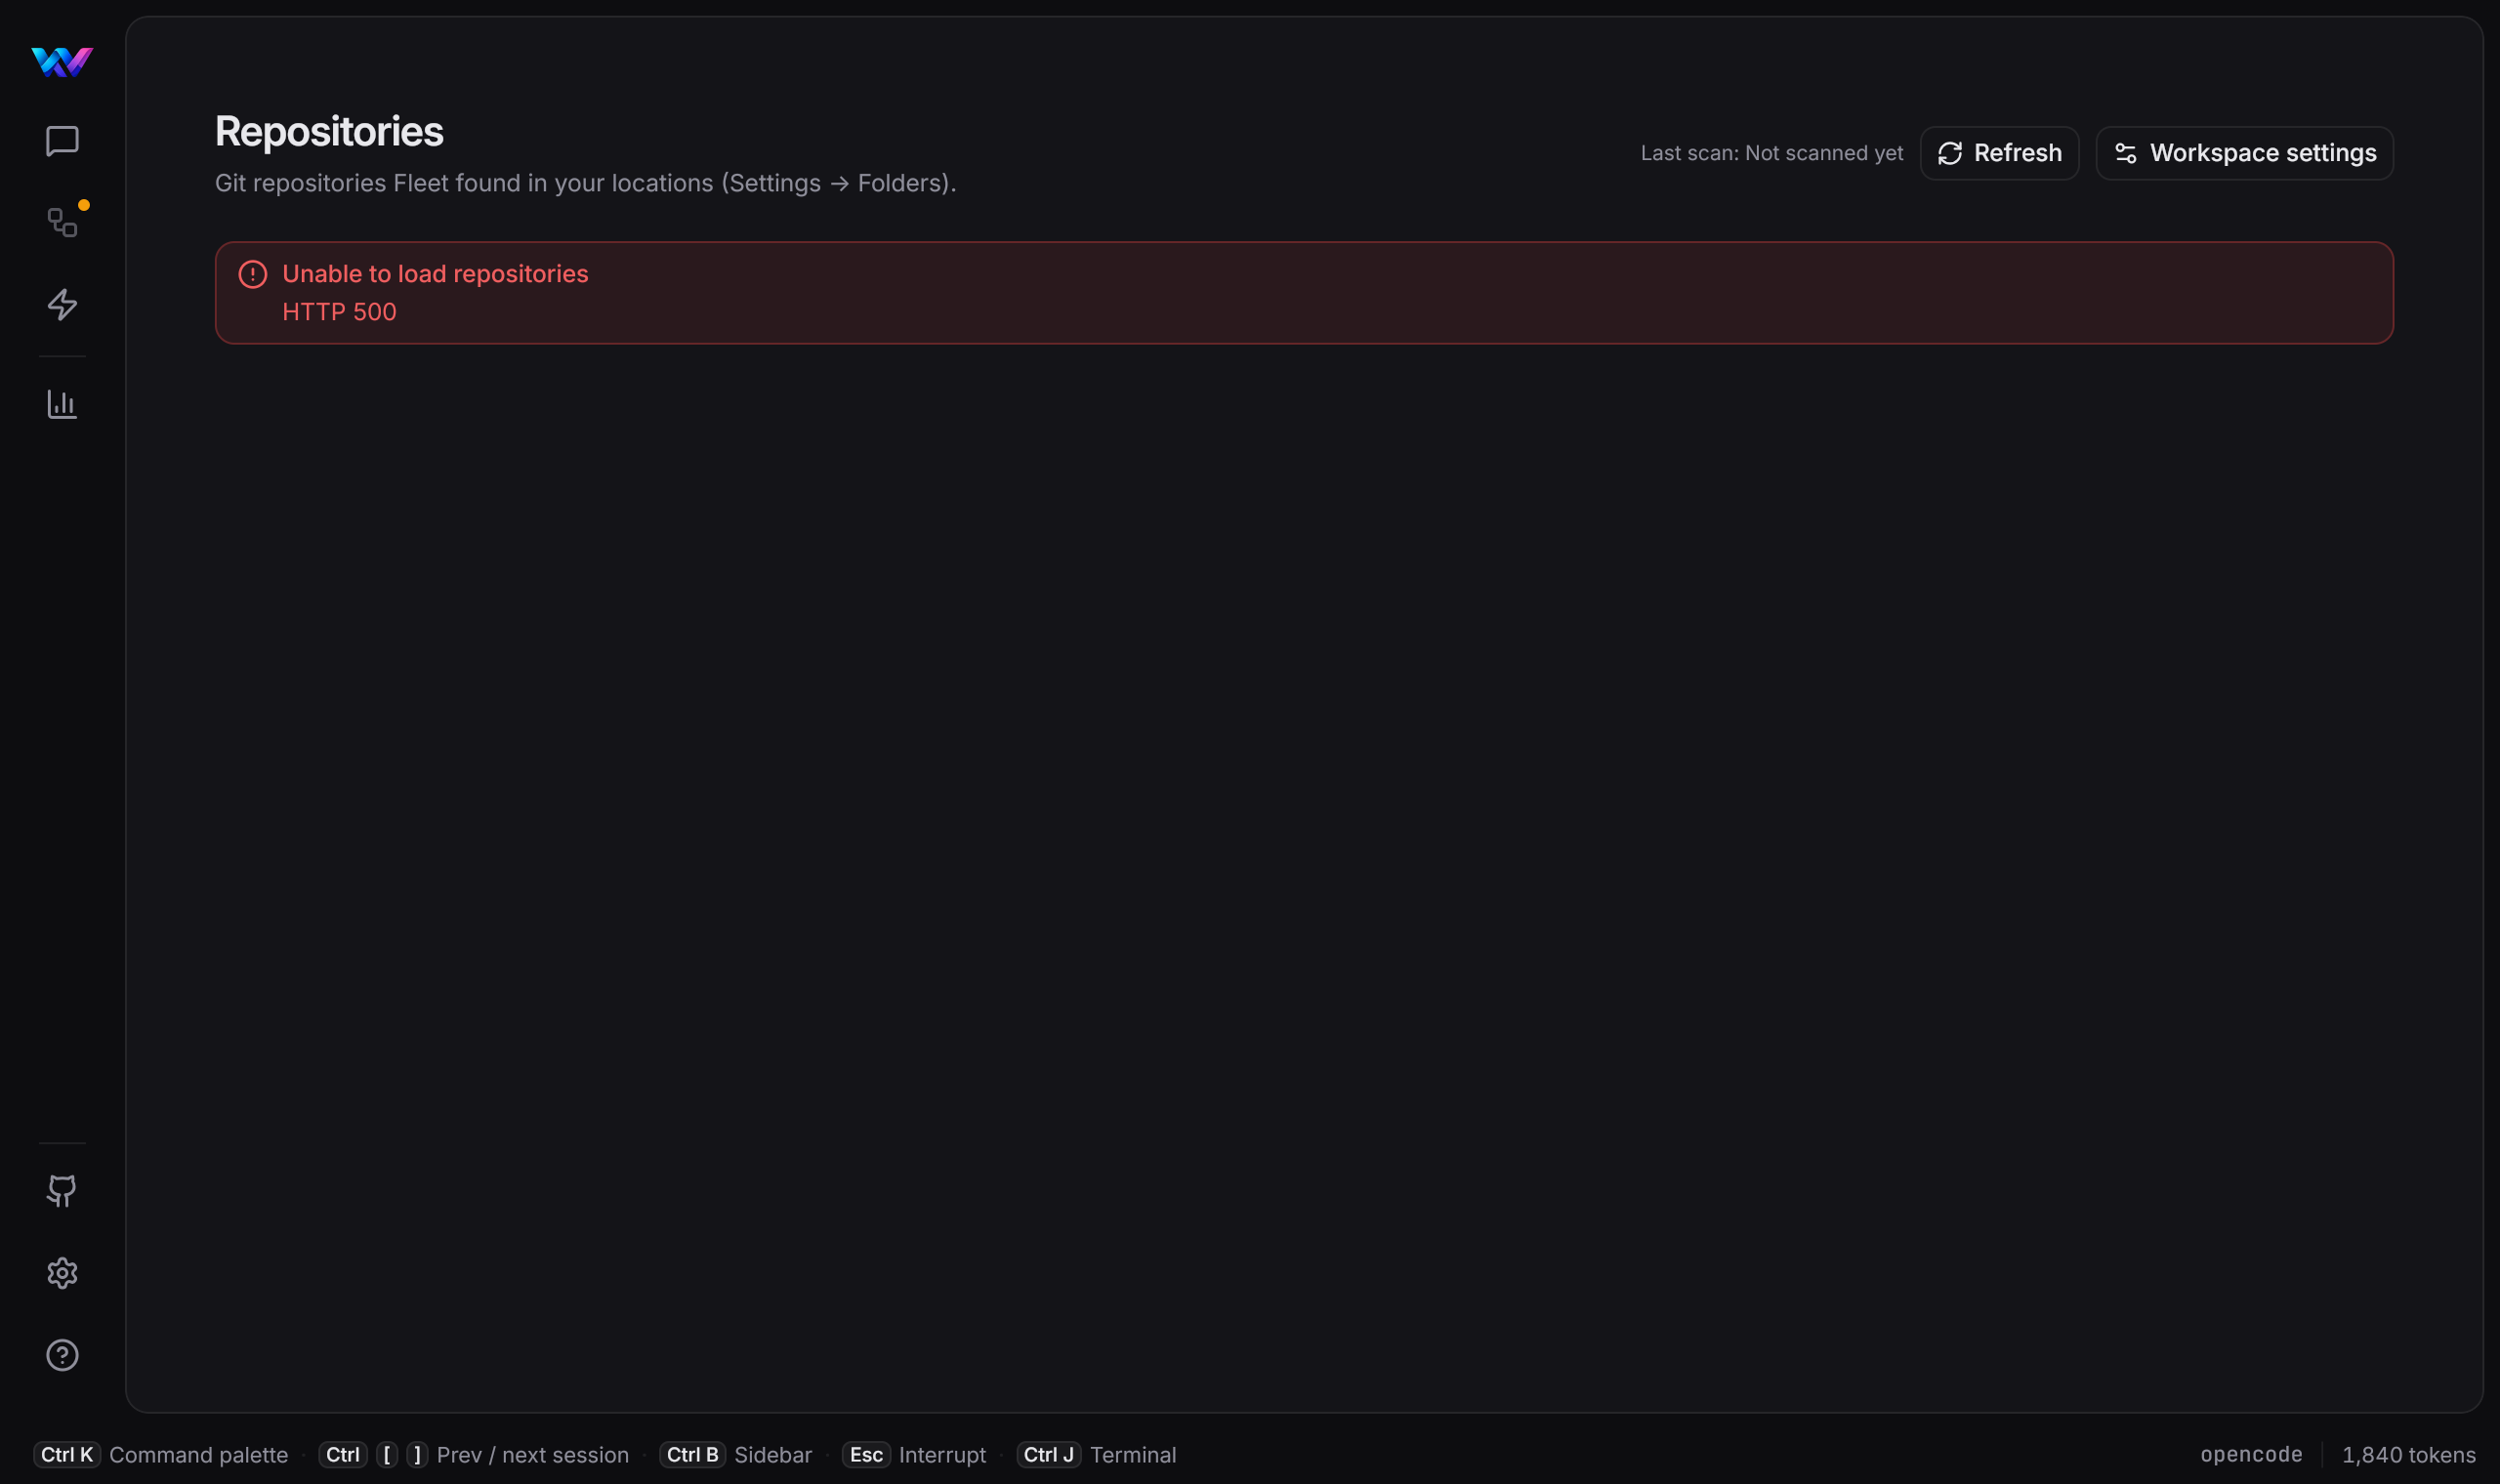 Repositories
Git repositories Fleet found in your locations (Settings → Folders).
Last scan: Not scanned yet
Refresh
Workspace settings
Unable to load repositories
HTTP 500
Ctrl K Command palette · Ctrl [ ] Prev / next session · Ctrl B Sidebar · Esc Interrupt · Ctrl J Terminal
opencode
1,840 tokens